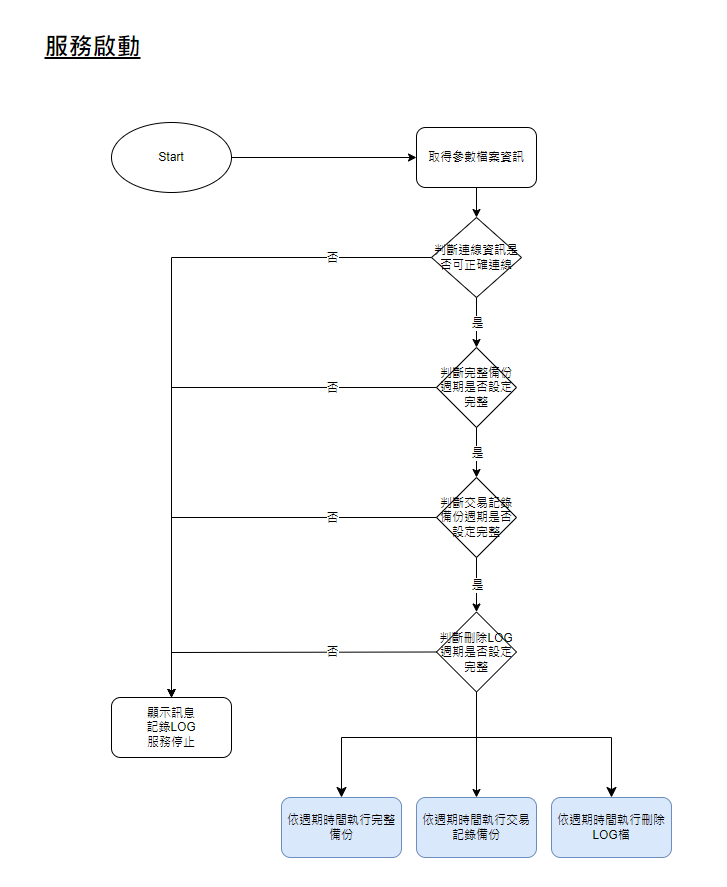 服務啟動
Start
取得參數檔案資訊
判斷連線資訊是
否可正確連線
否
是
判斷完整備份
週期是否設定
完整
否
是
判斷交易記錄
備份週期是否
設定完整
否
是
判斷刪除LOG
週期是否設定
完整
否
顯示訊息
記錄LOG
服務停止
依週期時間執行完整
備份
依週期時間執行交易
記錄備份
依週期時間執行刪除
LOG檔